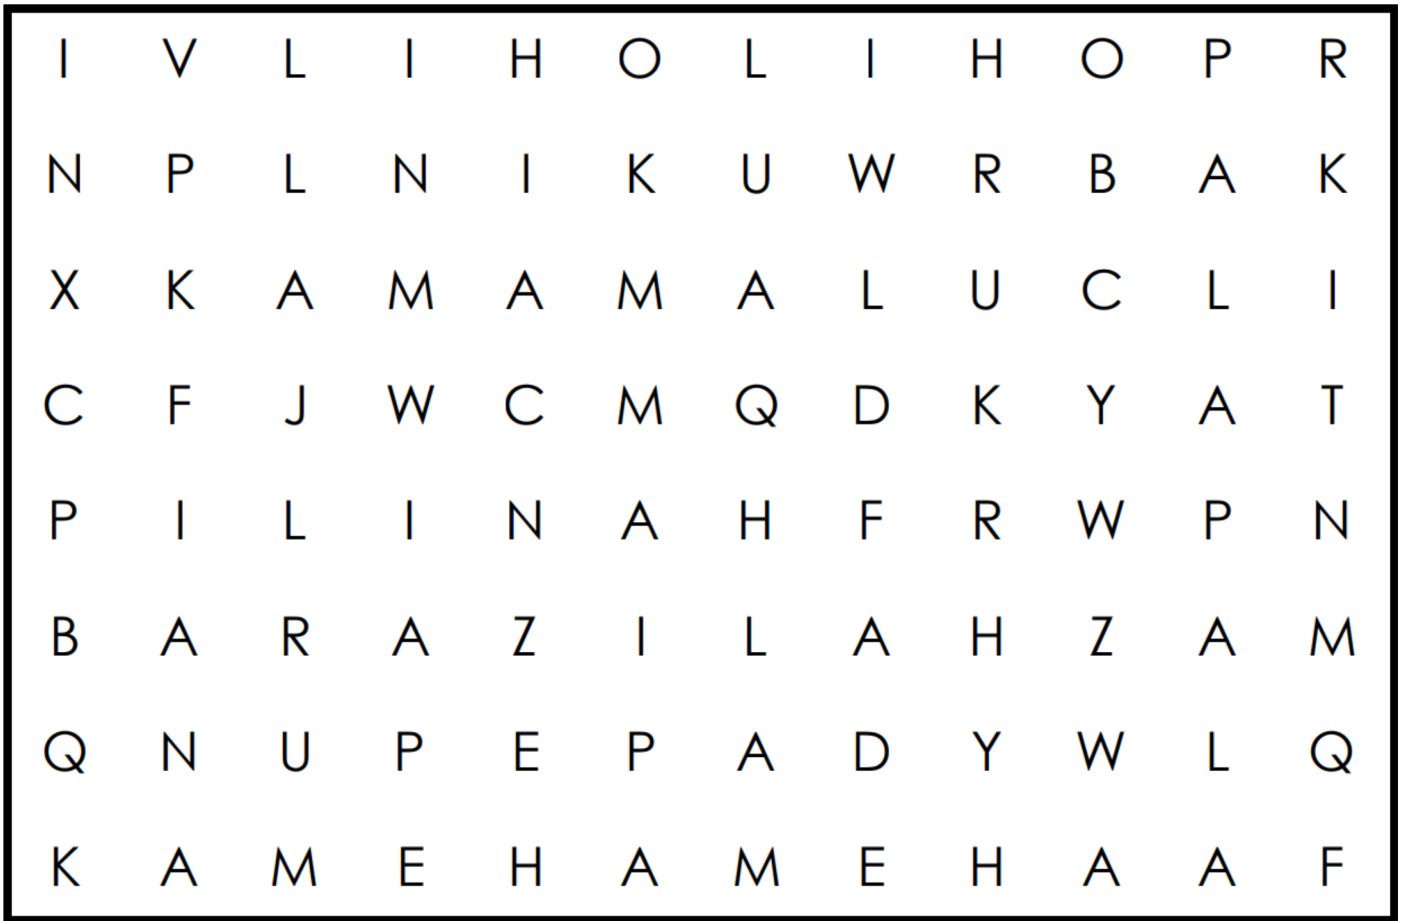 I V L I H O L I H O P R
N P L N I K U W R B A K
X K A M A M A L U C L I
C F J W C M Q D K Y A T
P I L I N A H F R W P N
B A R A Z I L A H Z A M
Q N U P E P A D Y W L Q
K A M E H A M E H A A F